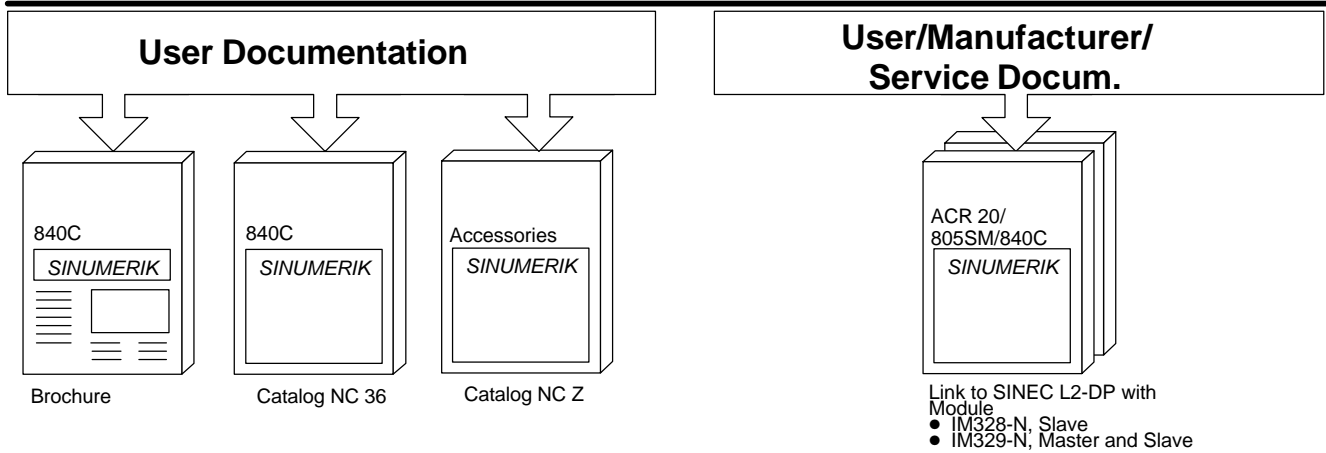 User Documentation
User/Manufacturer/
Service Docum.
840C
SINUMERIK
Brochure
840C
SINUMERIK
Catalog NC 36
Accessories
SINUMERIK
Catalog NC Z
ACR 20/
805SM/840C
SINUMERIK
Link to SINEC L2-DP with
Module
● IM328-N, Slave
● IM329-N, Master and Slave